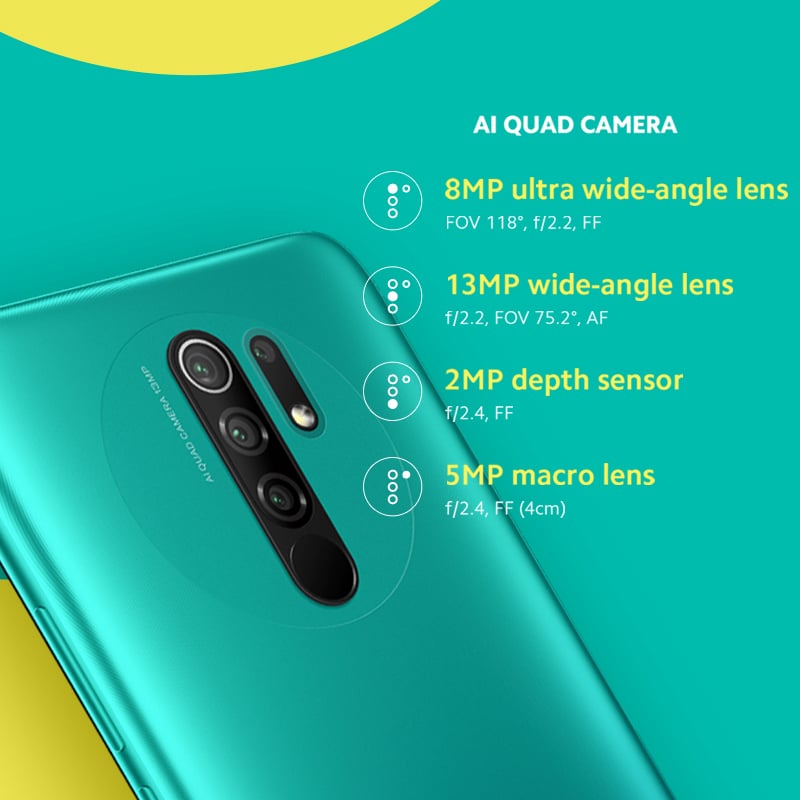 AI QUAD CAMERA
8MP ultra wide-angle lens
FOV 118°, f/2.2, FF
13MP wide-angle lens
f/2.2, FOV 75.2°, AF
2MP depth sensor
f/2.4, FF
5MP macro lens
f/2.4, FF (4cm)
AI QUAD CAMERA 13MP